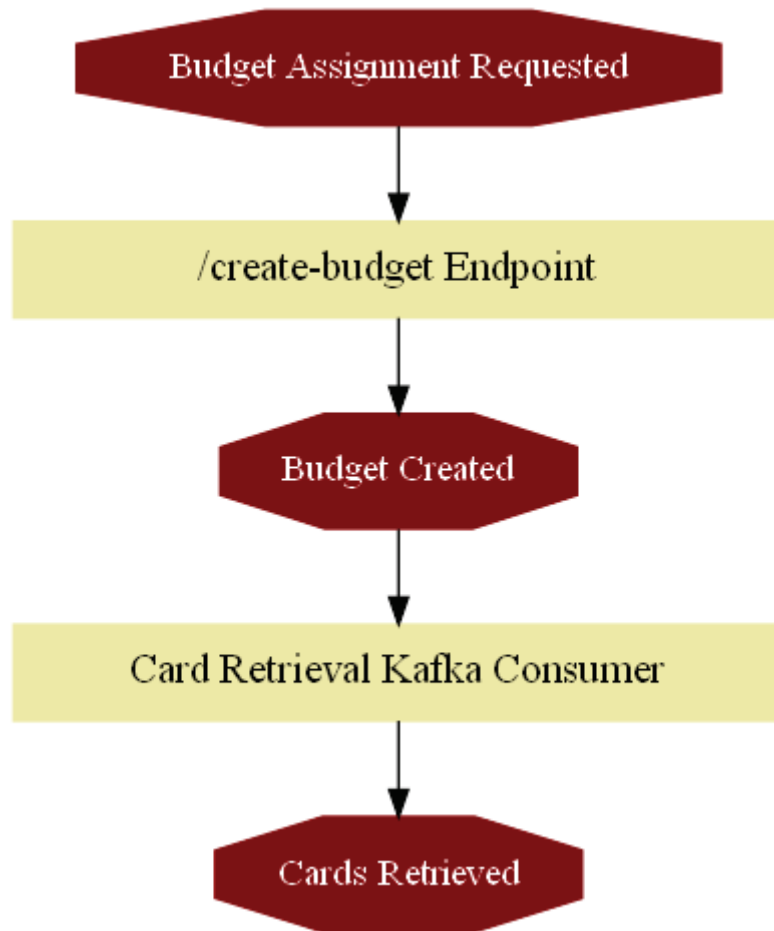 Budget Assignment Requested
/create-budget Endpoint
Budget Created
Card Retrieval Kafka Consumer
Cards Retrieved